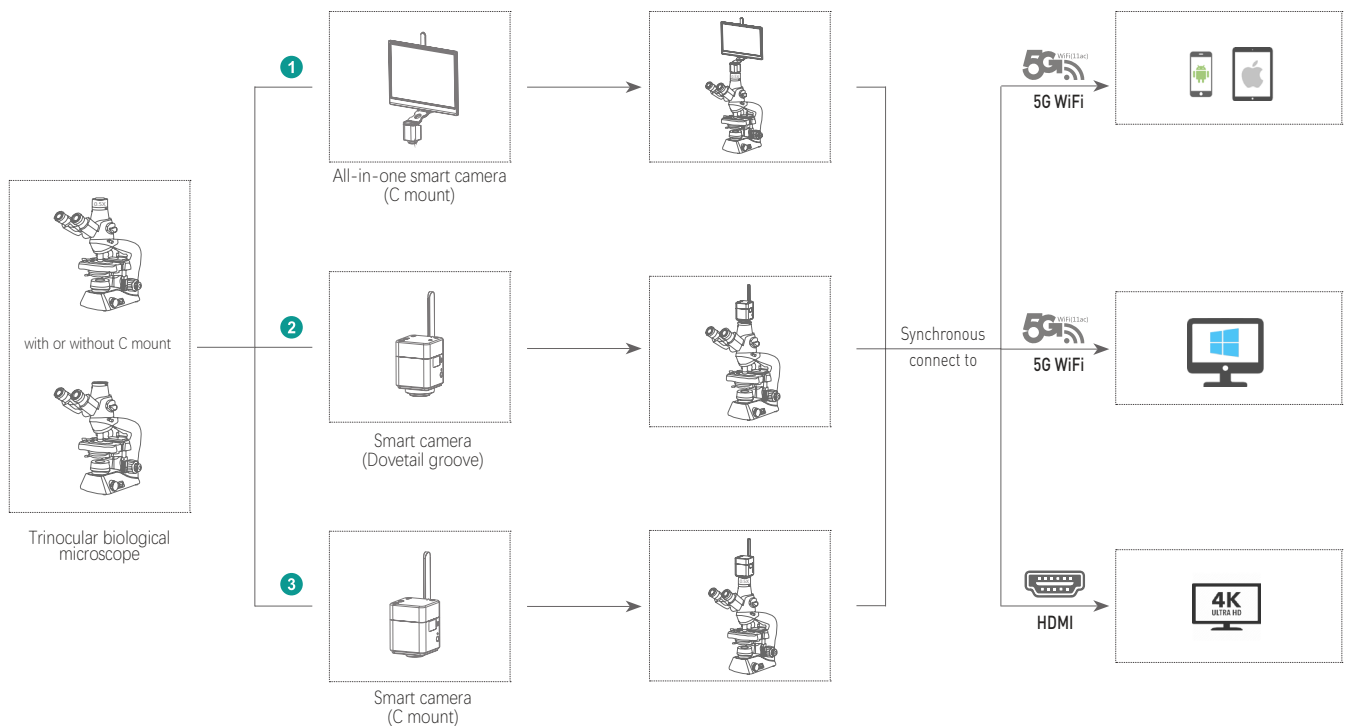 1
All-in-one smart camera
(C mount)
5G WiFi(11ac)
5G WiFi
0.5X
with or without C mount
Trinocular biological
microscope
2
Smart camera
(Dovetail groove)
Synchronous
connect to
5G WiFi(11ac)
5G WiFi
3
Smart camera
(C mount)
HDMI
4K
ULTRA HD